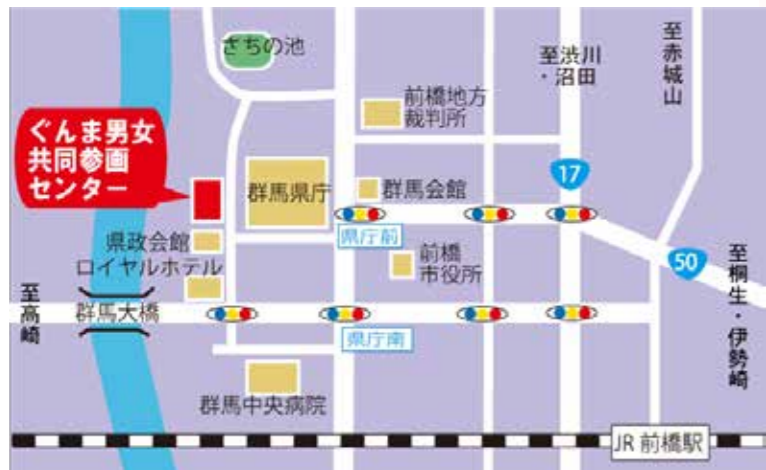 さちの池
至渋川
・沼田
至赤城山
前橋地方
裁判所
ぐんま男女
共同参画
センター
17
群馬県庁
群馬会館
県庁前
県政会館
ロイヤルホテル
前橋
市役所
50
至桐生・伊勢崎
至高崎
群馬大橋
県庁南
群馬中央病院
JR 前橋駅